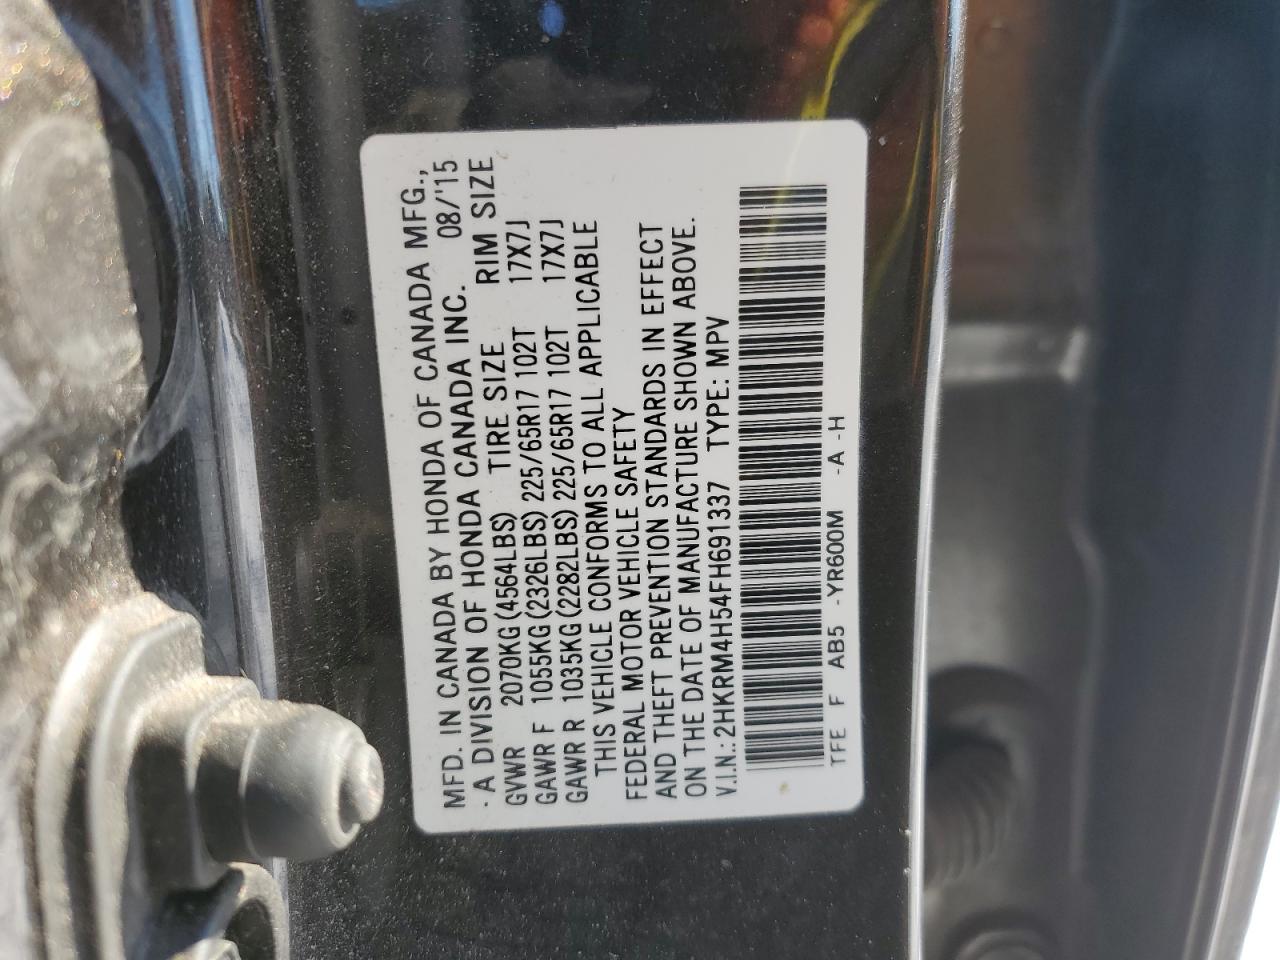 MFD. IN CANADA BY HONDA OF CANADA MFG.,
- A DIVISION OF HONDA CANADA INC. 08/'15
GVWR 2070KG (4564LBS) TIRE SIZE RIM SIZE
GAWR F 1055KG (2326LBS) 225/65R17 102T 17X7J
GAWR R 1035KG (2282LBS) 225/65R17 102T 17X7J
THIS VEHICLE CONFORMS TO ALL APPLICABLE
FEDERAL MOTOR VEHICLE SAFETY
AND THEFT PREVENTION STANDARDS IN EFFECT
ON THE DATE OF MANUFACTURE SHOWN ABOVE.
V.I.N.: 2HKRM4H54FH691337 TYPE: MPV
TFE F AB5 -YR600M -A -H